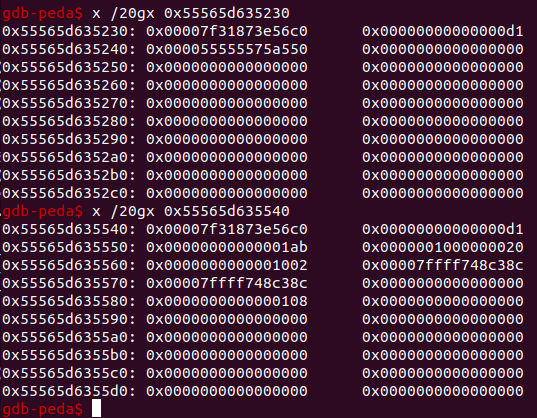 gdb-peda$ x /20gx 0x55565d635230
0x55565d635230: 0x00007f31873e56c0 0x00000000000000d1
0x55565d635240: 0x000055555575a550 0x0000000000000000
0x55565d635250: 0x0000000000000000 0x0000000000000000
0x55565d635260: 0x0000000000000000 0x0000000000000000
0x55565d635270: 0x0000000000000000 0x0000000000000000
0x55565d635280: 0x0000000000000000 0x0000000000000000
0x55565d635290: 0x0000000000000000 0x0000000000000000
0x55565d6352a0: 0x0000000000000000 0x0000000000000000
0x55565d6352b0: 0x0000000000000000 0x0000000000000000
0x55565d6352c0: 0x0000000000000000 0x0000000000000000
gdb-peda$ x /20gx 0x55565d635540
0x55565d635540: 0x00007f31873e56c0 0x00000000000000d1
0x55565d635550: 0x00000000000001ab 0x0000001000000020
0x55565d635560: 0x0000000000001002 0x00007ffff748c38c
0x55565d635570: 0x00007ffff748c38c 0x0000000000000000
0x55565d635580: 0x0000000000000108 0x0000000000000000
0x55565d635590: 0x0000000000000000 0x0000000000000000
0x55565d6355a0: 0x0000000000000000 0x0000000000000000
0x55565d6355b0: 0x0000000000000000 0x0000000000000000
0x55565d6355c0: 0x0000000000000000 0x0000000000000000
0x55565d6355d0: 0x0000000000000000 0x0000000000000000
gdb-peda$